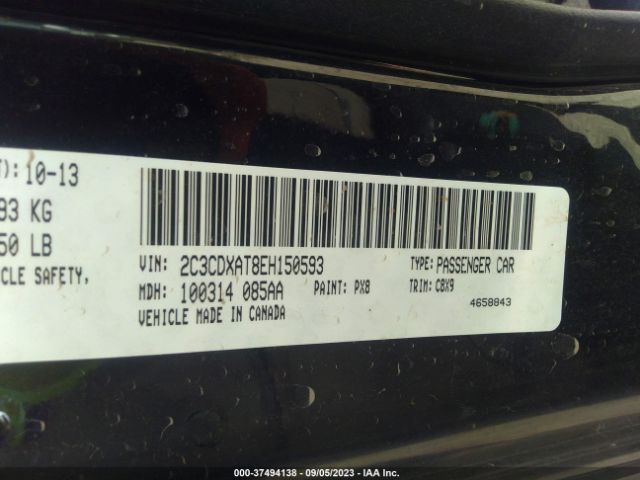 T): 10-13
93 KG
50 LB
CLE SAFETY,
VIN: 2C3CDXAT8EH150593 TYPE: PASSENGER CAR
MDH: 100314 085AA PAINT: PX8 TRIM: CBX9
VEHICLE MADE IN CANADA 4658843
000-37494138 - 09/05/2023 - IAA Inc.